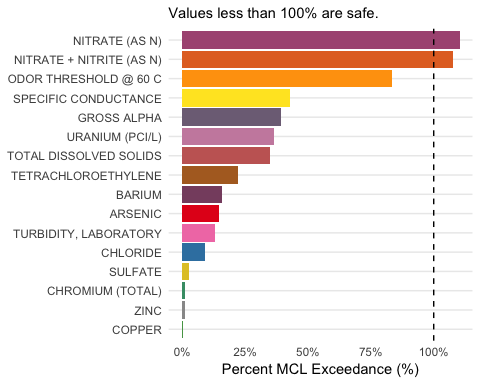 Values less than 100% are safe.
NITRATE (AS N)
NITRATE + NITRITE (AS N)
ODOR THRESHOLD @ 60 C
SPECIFIC CONDUCTANCE
GROSS ALPHA
URANIUM (PCI/L)
TOTAL DISSOLVED SOLIDS
TETRACHLOROETHYLENE
BARIUM
ARSENIC
TURBIDITY, LABORATORY
CHLORIDE
SULFATE
CHROMIUM (TOTAL)
ZINC
COPPER
0% 25% 50% 75% 100%
Percent MCL Exceedance (%)